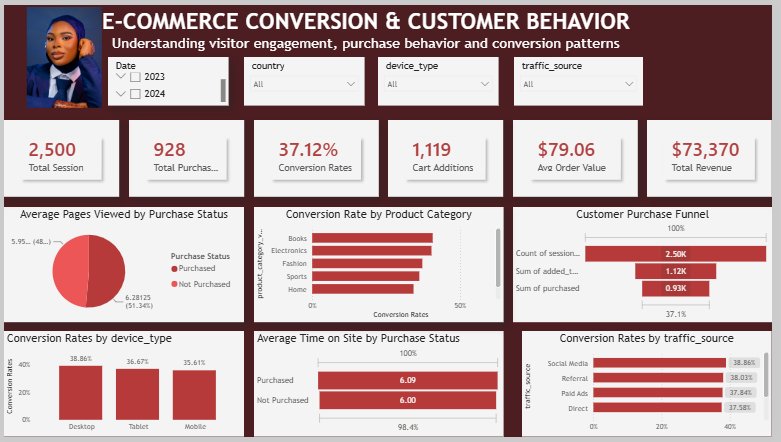 E-COMMERCE CONVERSION & CUSTOMER BEHAVIOR
Understanding visitor engagement, purchase behavior and conversion patterns
Date
2023
2024
country
All
device_type
All
traffic_source
All
2,500
Total Session
928
Total Purchas...
37.12%
Conversion Rates
1,119
Cart Additions
$79.06
Avg Order Value
$73,370
Total Revenue
Average Pages Viewed by Purchase Status
5.95... (48...)
6.28125
(51.34%)
Purchase Status
Purchased
Not Purchased
Conversion Rate by Product Category
product_category_v...
Books
Electronics
Fashion
Sports
Home
0%
50%
Conversion Rates
Customer Purchase Funnel
100%
Count of session...
2.50K
Sum of added_t...
1.12K
Sum of purchased
0.93K
37.1%
Conversion Rates by device_type
Conversion Rates
40%
20%
0%
38.86%
36.67%
35.61%
Desktop
Tablet
Mobile
Average Time on Site by Purchase Status
100%
Purchased
6.09
Not Purchased
6.00
98.4%
Conversion Rates by traffic_source
traffic_source
Social Media
38.86%
Referral
38.03%
Paid Ads
37.84%
Direct
37.58%
0%
20%
40%